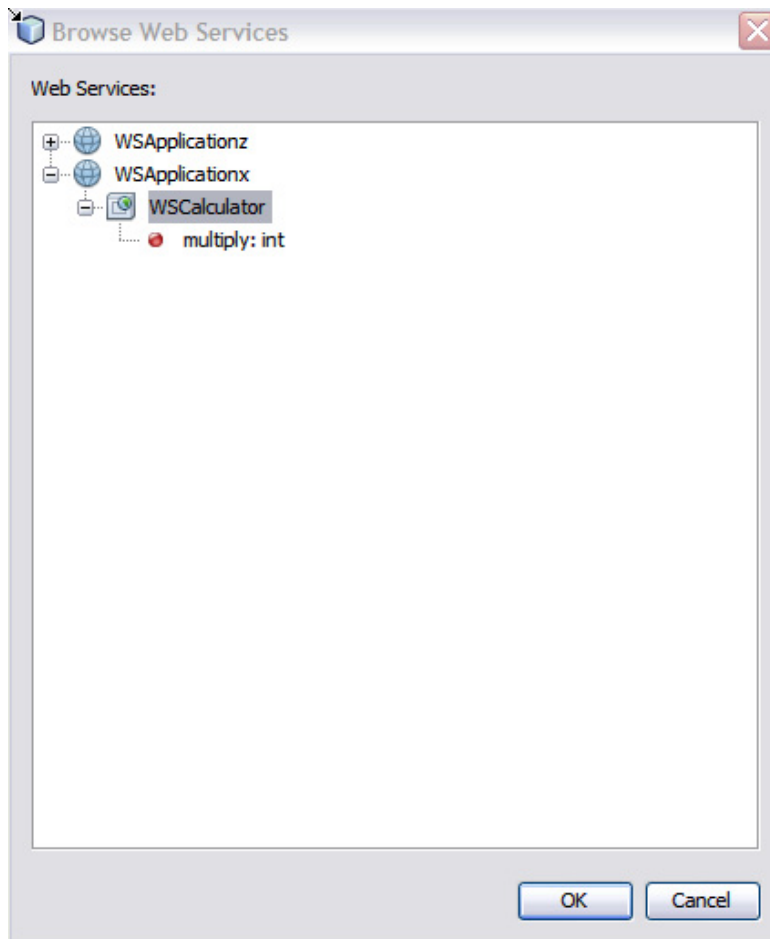 Browse Web Services
Web Services:
WSApplicationz
WSApplicationx
WSCalculator
multiply: int
OK Cancel